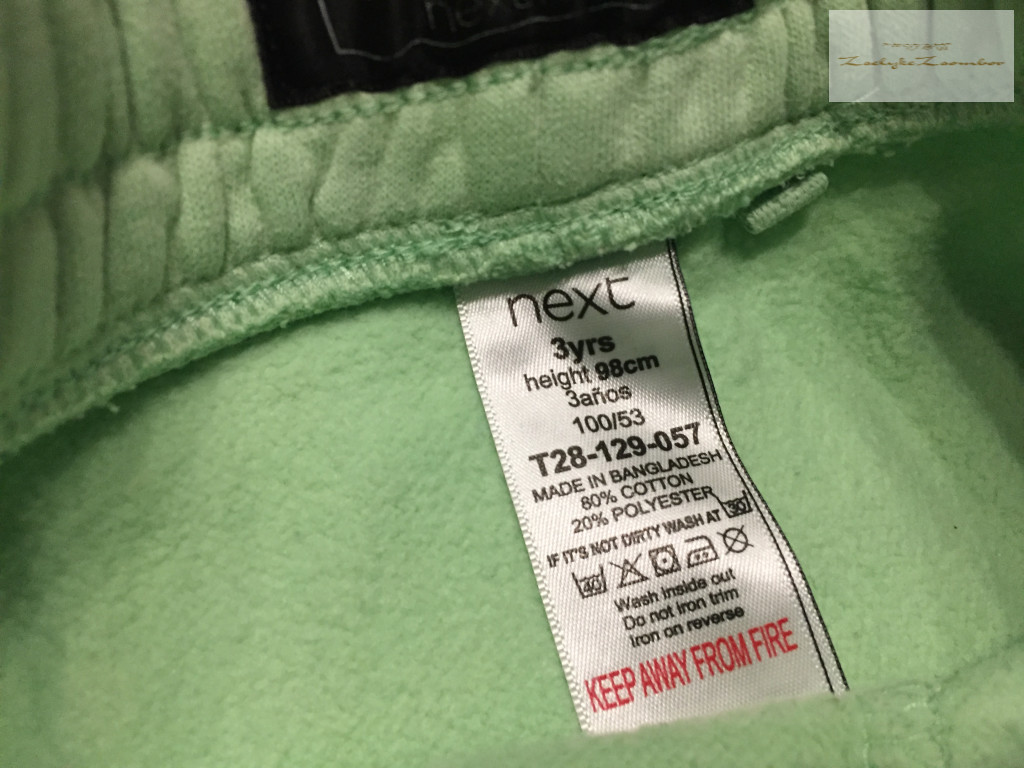 next
next
3yrs
height 98cm
3años
100/53
T28-129-057
MADE IN BANGLADESH
80% COTTON
20% POLYESTER
IF IT'S NOT DIRTY WASH AT 30
40
Wash inside out
Do not iron trim
Iron on reverse
KEEP AWAY FROM FIRE